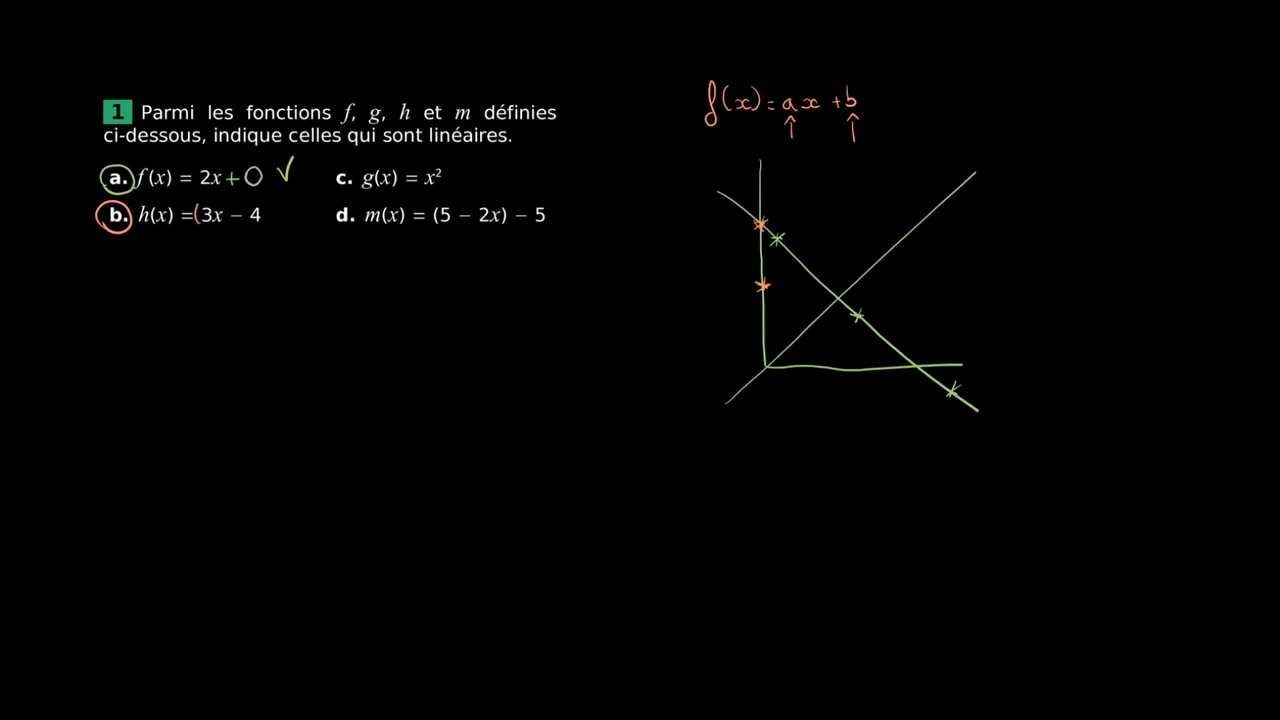 1 Parmi les fonctions f, g, h et m définies
ci-dessous, indique celles qui sont linéaires.
a. f(x) = 2x + 0 ✓
c. g(x) = x²
b. h(x) = (3x − 4
d. m(x) = (5 − 2x) − 5
f(x) = ax + b